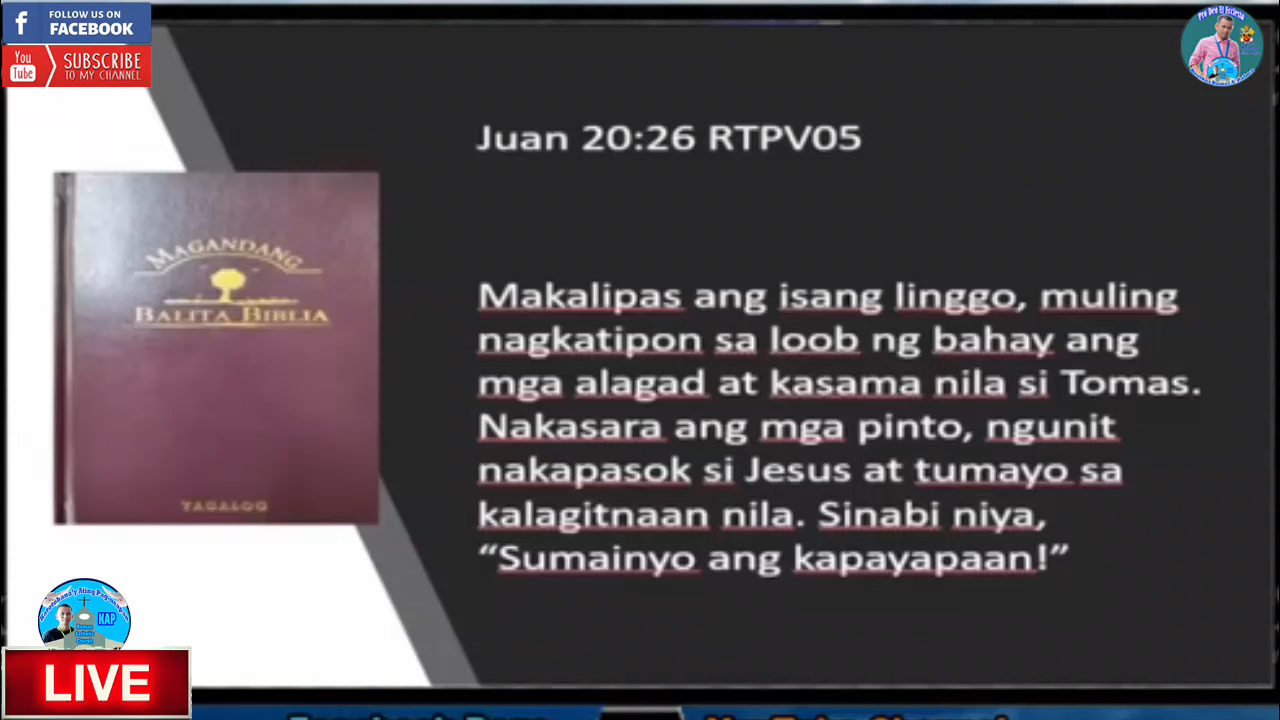 FOLLOW US ON
FACEBOOK
You
Tube
SUBSCRIBE
TO MY CHANNEL
Juan 20:26 RTPV05
MAGANDANG
BALITA BIBLIA
TAGALOG
Makalipas ang isang linggo, muling
nagkatipon sa loob ng bahay ang
mga alagad at kasama nila si Tomas.
Nakasara ang mga pinto, ngunit
nakapasok si Jesus at tumayo sa
kalagitnaan nila. Sinabi niya,
“Sumainyo ang kapayapaan!”
KAP
LIVE